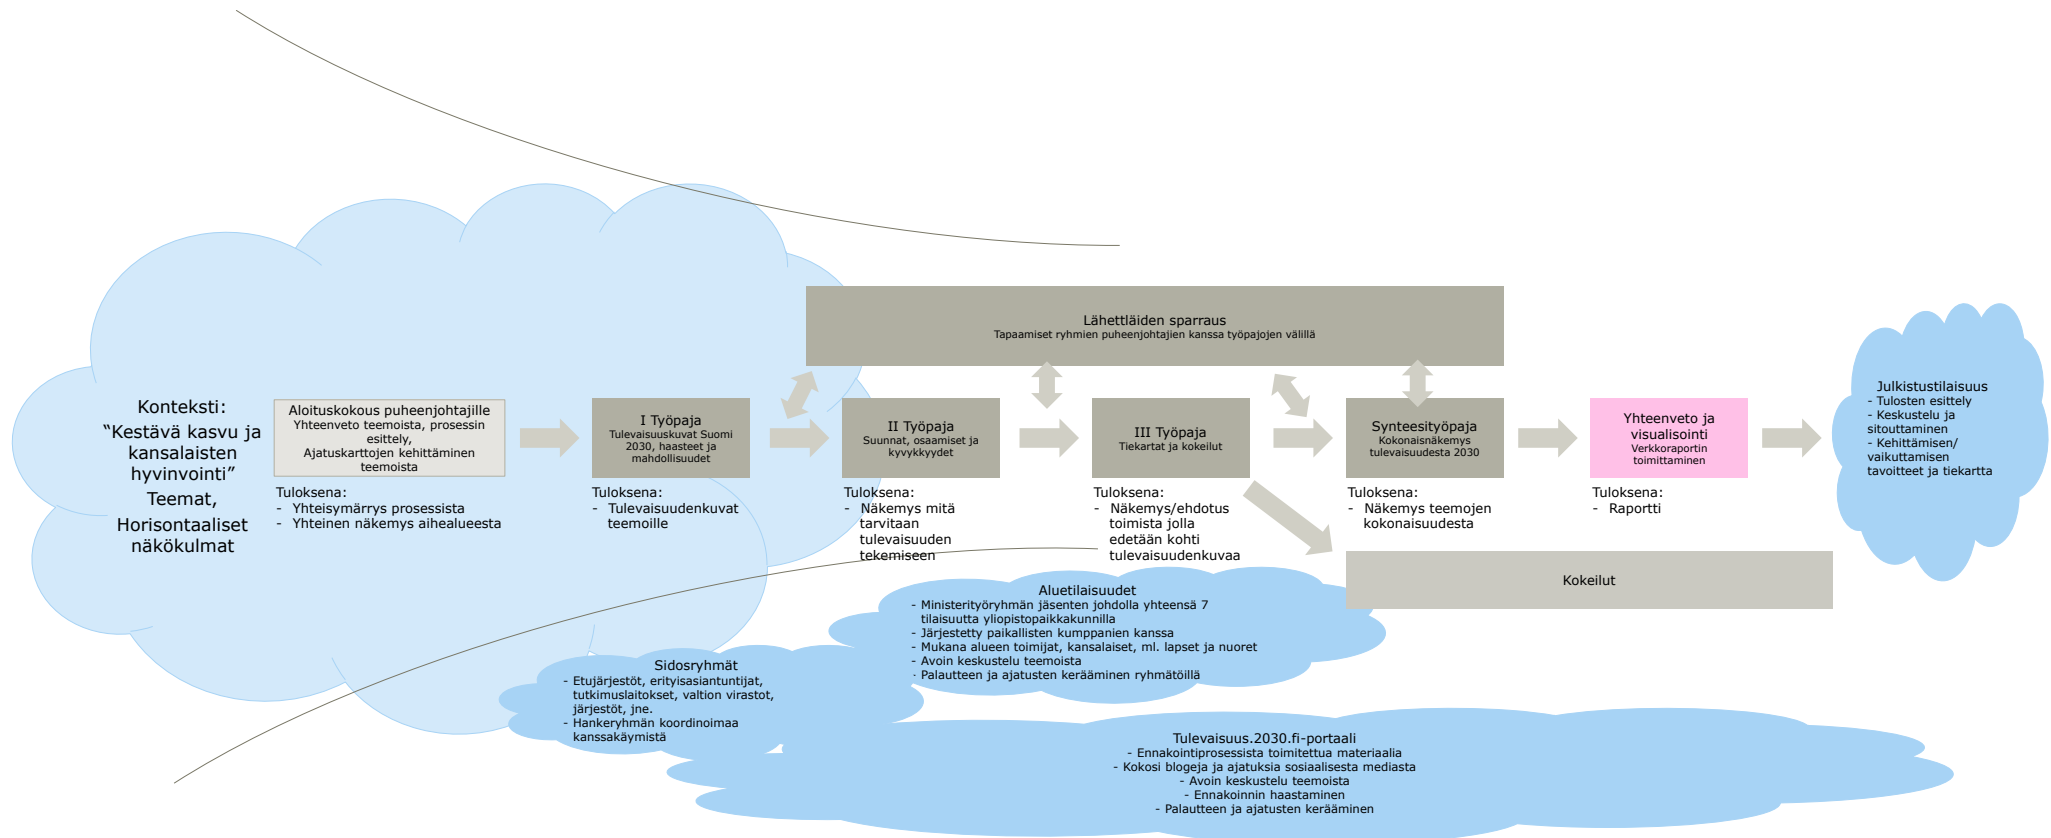 Lähettläiden sparraus
Tapaamiset ryhmien puheenjohtajien kanssa työpajojen välillä
Konteksti:
“Kestävä kasvu ja
kansalaisten
hyvinvointi”
Teemat,
Horisontaaliset
näkökulmat
Aloituskokous puheenjohtajille
Yhteenveto teemoista, prosessin
esittely,
Ajatuskarttojen kehittäminen
teemoista
Tuloksena:
- Yhteisymärrys prosessista
- Yhteinen näkemys aihealueesta
I Työpaja
Tulevaisuuskuvat Suomi
2030, haasteet ja
mahdollisuudet
Tuloksena:
- Tulevaisuudenkuvat
teemoille
II Työpaja
Suunnat, osaamiset ja
kyvykkyydet
Tuloksena:
- Näkemys mitä
tarvitaan
tulevaisuuden
tekemiseen
III Työpaja
Tiekartat ja kokeilut
Tuloksena:
- Näkemys/ehdotus
toimista jolla
edetään kohti
tulevaisuudenkuvaa
Synteesityöpaja
Kokonaisnäkemys
tulevaisuudesta 2030
Tuloksena:
- Näkemys teemojen
kokonaisuudesta
Yhteenveto ja
visualisointi
Verkkoraportin
toimittaminen
Tuloksena:
- Raportti
Julkistustilaisuus
- Tulosten esittely
- Keskustelu ja
sitouttaminen
- Kehittämisen/
vaikuttamisen
tavoitteet ja tiekartta
Kokeilut
Aluetilaisuudet
- Ministerityöryhmän jäsenten johdolla yhteensä 7
tilaisuutta yliopistopaikkakunnilla
- Järjestetty paikallisten kumppanien kanssa
- Mukana alueen toimijat, kansalaiset, ml. lapset ja nuoret
- Avoin keskustelu teemoista
· Palautteen ja ajatusten kerääminen ryhmätöillä
Sidosryhmät
- Etujärjestöt, erityisasiantuntijat,
tutkimuslaitokset, valtion virastot,
järjestöt, jne.
- Hankeryhmän koordinoimaa
kanssakäymistä
Tulevaisuus.2030.fi-portaali
- Ennakointiprosessista toimitettua materiaalia
- Kokosi blogeja ja ajatuksia sosiaalisesta mediasta
- Avoin keskustelu teemoista
- Ennakoinnin haastaminen
- Palautteen ja ajatusten kerääminen